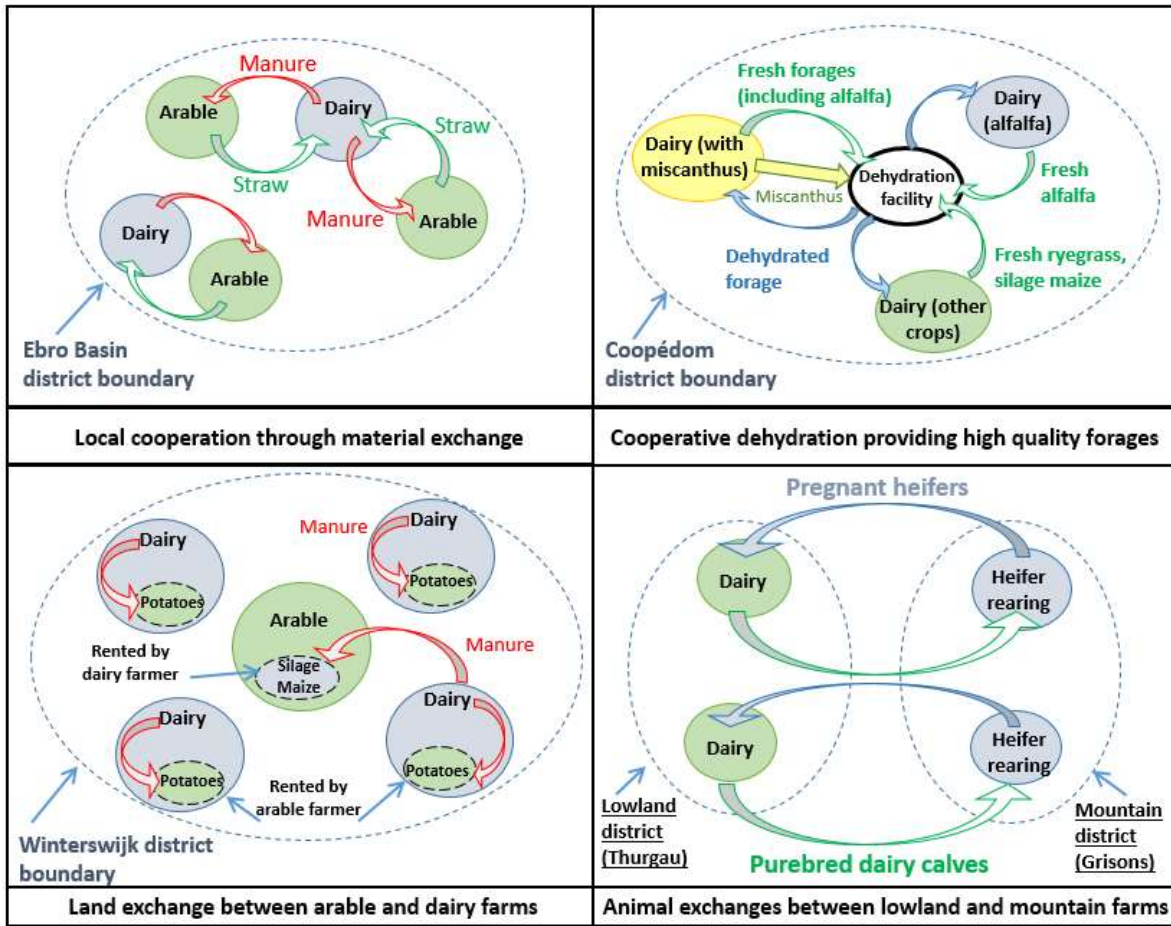 Manure
Arable
Dairy
Straw
Straw
Manure
Arable
Dairy
Arable
Ebro Basin
district boundary
Local cooperation through material exchange
Fresh forages
(including alfalfa)
Dairy
(alfalfa)
Dairy (with
miscanthus)
Dehydration
facility
Miscanthus
Fresh
alfalfa
Dehydrated
forage
Fresh ryegrass,
silage maize
Dairy (other
crops)
Coopédom
district boundary
Cooperative dehydration providing high quality forages
Manure
Dairy
Dairy
Potatoes
Potatoes
Arable
Rented by
dairy farmer
Manure
Silage
Maize
Dairy
Dairy
Potatoes
Potatoes
Rented by
arable farmer
Winterswijk district
boundary
Land exchange between arable and dairy farms
Pregnant heifers
Dairy
Heifer
rearing
Dairy
Heifer
rearing
Lowland
district
(Thurgau)
Mountain
district
(Grisons)
Purebred dairy calves
Animal exchanges between lowland and mountain farms